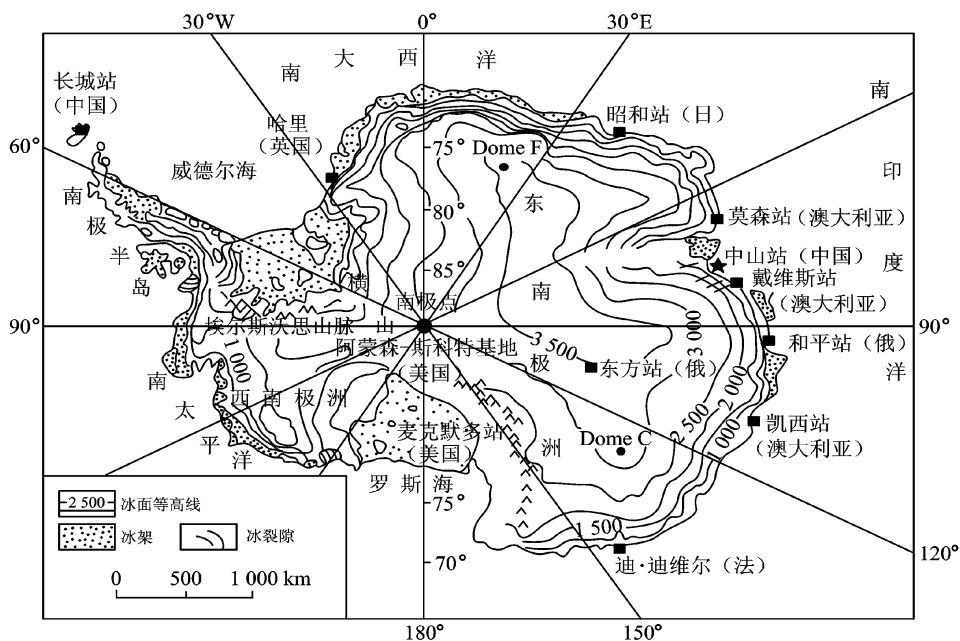 30°W
0°
30°E
南 大 西 洋
长城站
(中国)
哈里
(英国)
昭和站(日)
南
60°
75°
Dome F
威德尔海
印
南
极
半
岛
80°
东
莫森站(澳大利亚)
中山站(中国)
度
85°
戴维斯站
(澳大利亚)
横
南极点
南
90°
埃尔斯沃思山脉
山
3 000
90°
阿蒙森-斯科特基地
(美国)
3 500
极
东方站(俄)
和平站(俄)
洋
1 000
南
太
平
洋
西 南 极 洲
2 000
2 500
1 000
麦克默多站
(美国)
洲
Dome C
凯西站
(澳大利亚)
罗 斯 海
75°
1 500
2 500
冰面等高线
冰架
冰裂隙
70°
迪·迪维尔(法)
120°
0
500
1 000 km
180°
150°